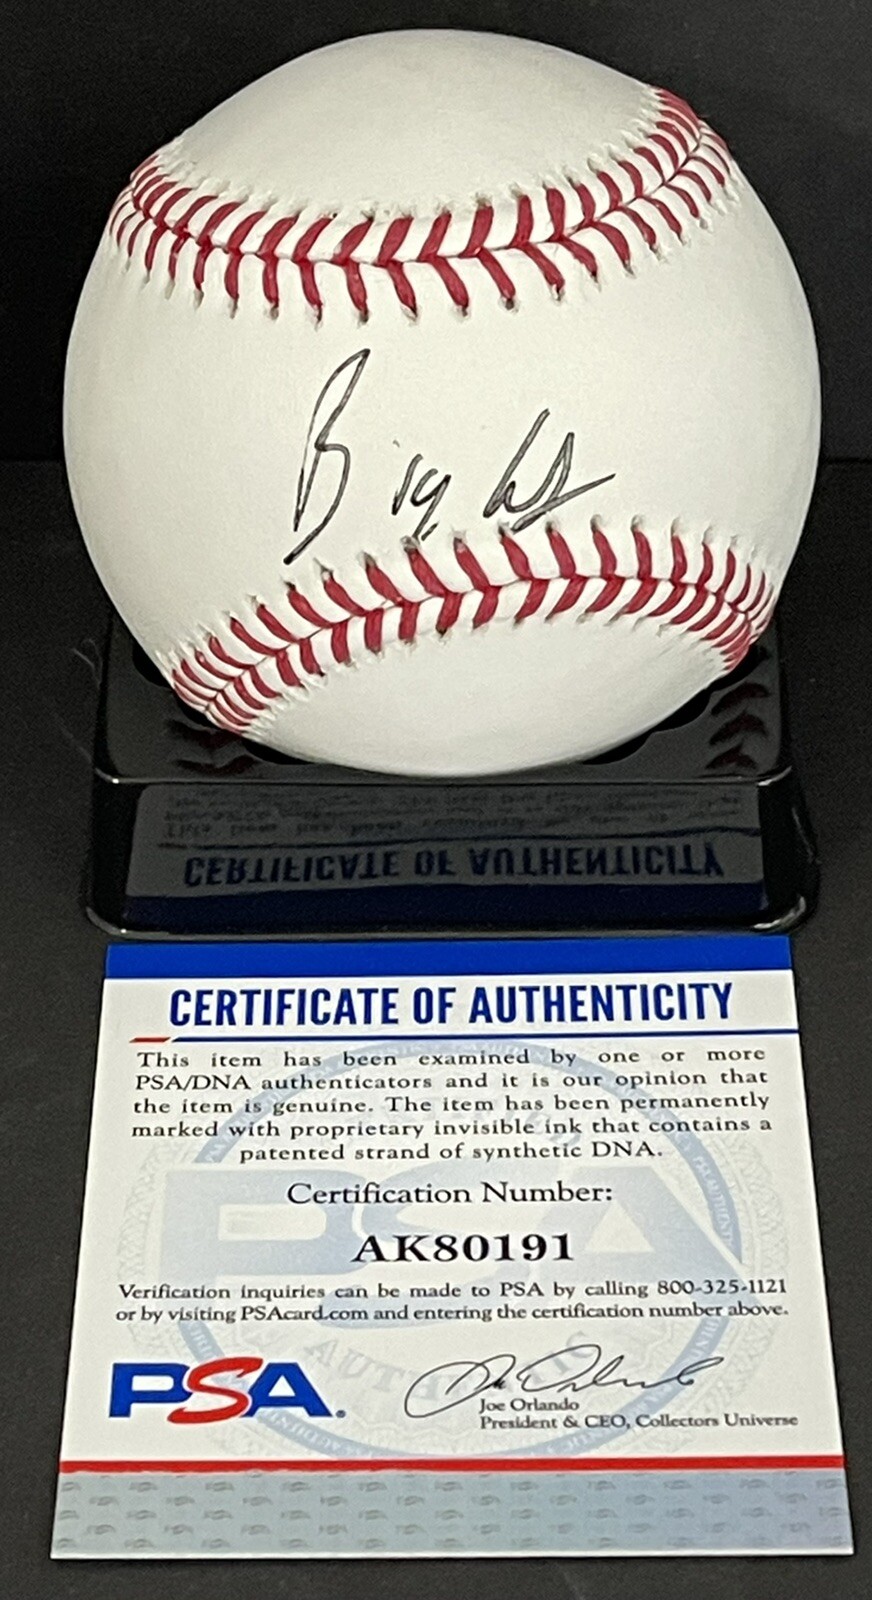 CERTIFICATE OF AUTHENTICITY
This item has been examined by one or more
PSA/DNA authenticators and it is our opinion that
the item is genuine. The item has been permanently
marked with proprietary invisible ink that contains a
patented strand of synthetic DNA.
Certification Number:
AK80191
Verification inquiries can be made to PSA by calling 800-325-1121
or by visiting PSAcard.com and entering the certification number above.
PSA.
Joe Orlando
President & CEO, Collectors Universe